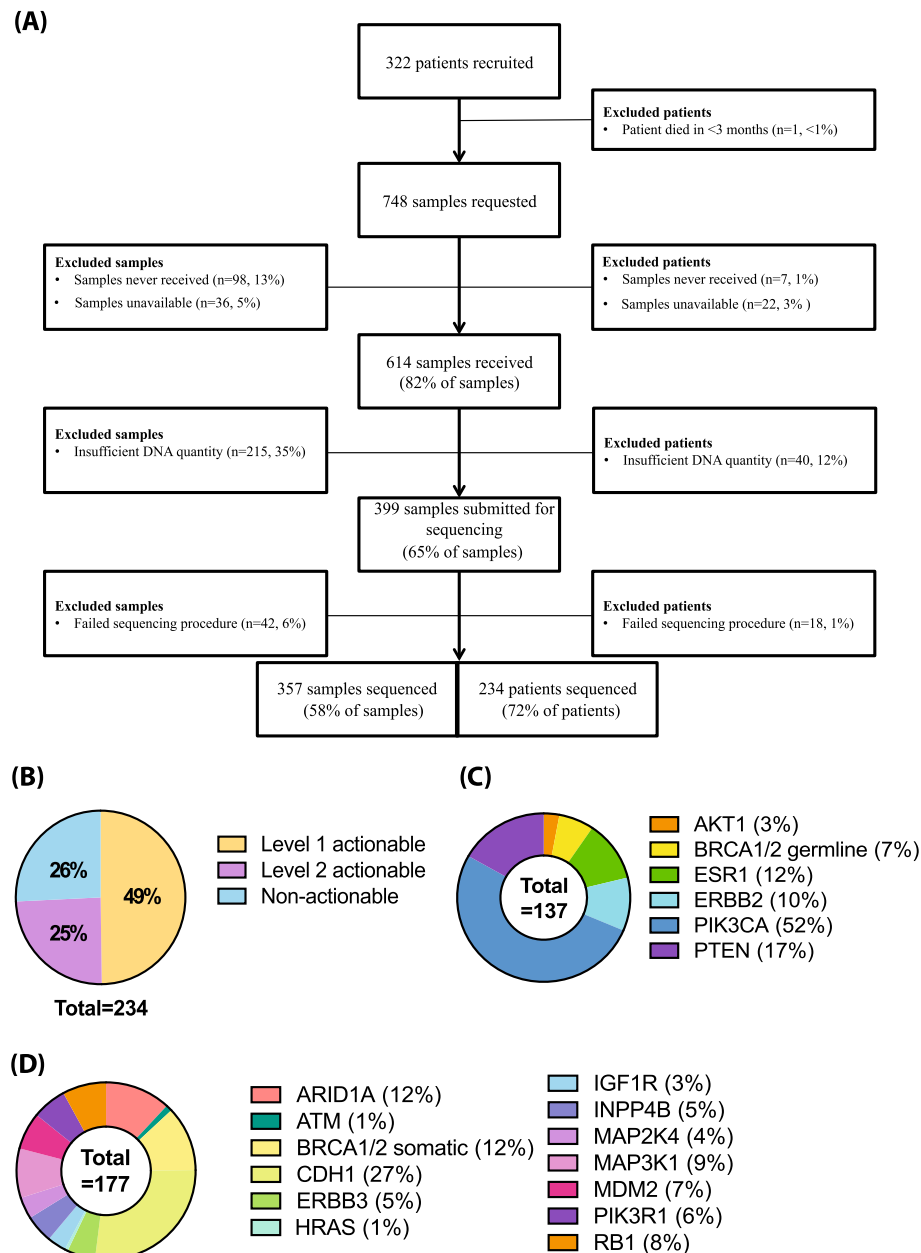 (A)
322 patients recruited
Excluded patients
• Patient died in <3 months (n=1, <1%)
748 samples requested
Excluded samples
• Samples never received (n=98, 13%)
• Samples unavailable (n=36, 5%)
Excluded patients
• Samples never received (n=7, 1%)
• Samples unavailable (n=22, 3% )
614 samples received
(82% of samples)
Excluded samples
• Insufficient DNA quantity (n=215, 35%)
Excluded patients
• Insufficient DNA quantity (n=40, 12%)
399 samples submitted for
sequencing
(65% of samples)
Excluded samples
• Failed sequencing procedure (n=42, 6%)
Excluded patients
• Failed sequencing procedure (n=18, 1%)
357 samples sequenced
(58% of samples)
234 patients sequenced
(72% of patients)
(B)
26%
49%
25%
Total=234
Level 1 actionable
Level 2 actionable
Non-actionable
(C)
Total
=137
AKT1 (3%)
BRCA1/2 germline (7%)
ESR1 (12%)
ERBB2 (10%)
PIK3CA (52%)
PTEN (17%)
(D)
Total
=177
ARID1A (12%)
ATM (1%)
BRCA1/2 somatic (12%)
CDH1 (27%)
ERBB3 (5%)
HRAS (1%)
IGF1R (3%)
INPP4B (5%)
MAP2K4 (4%)
MAP3K1 (9%)
MDM2 (7%)
PIK3R1 (6%)
RB1 (8%)